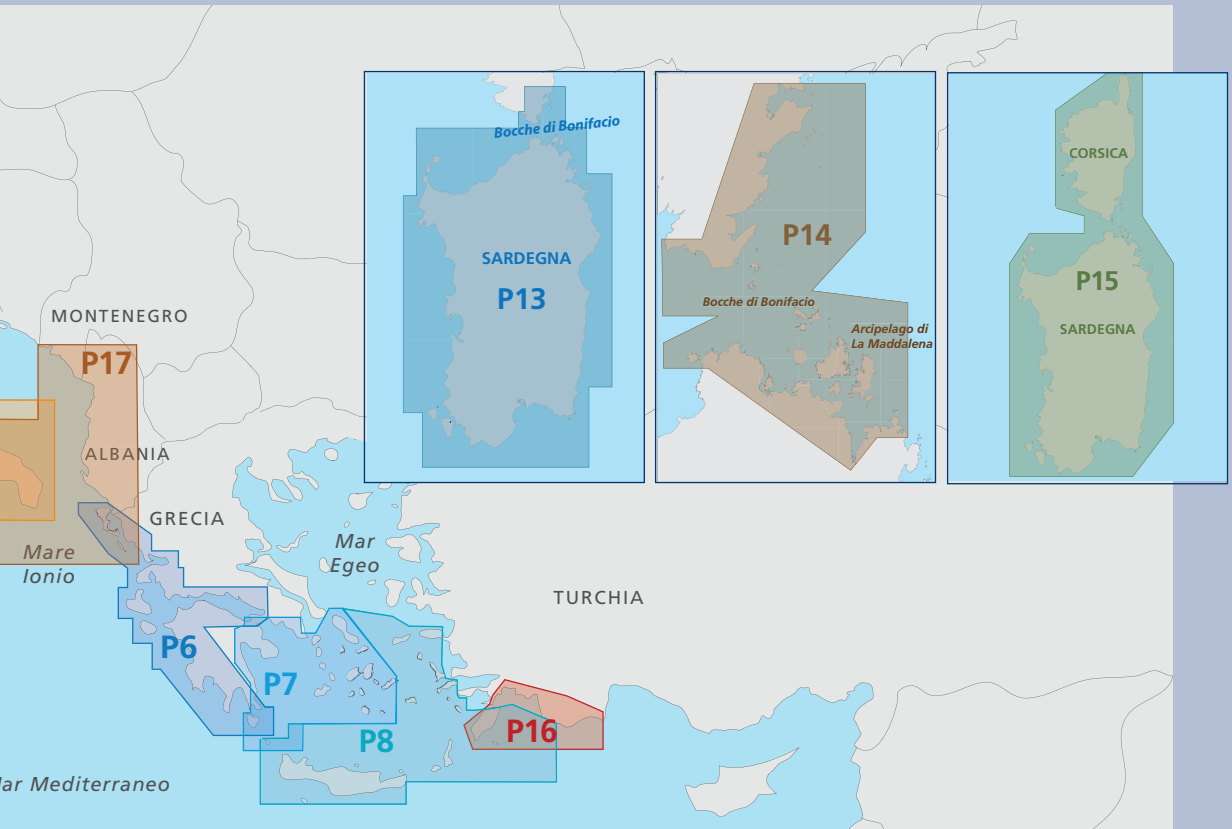 Bocche di Bonifacio
SARDEGNA
P13
P14
Bocche di Bonifacio
Arcipelago di
La Maddalena
CORSICA
P15
SARDEGNA
MONTENEGRO
P17
ALBANIA
GRECIA
Mare
Ionio
Mar
Egeo
TURCHIA
P6
P7
P8
P16
Mar Mediterraneo